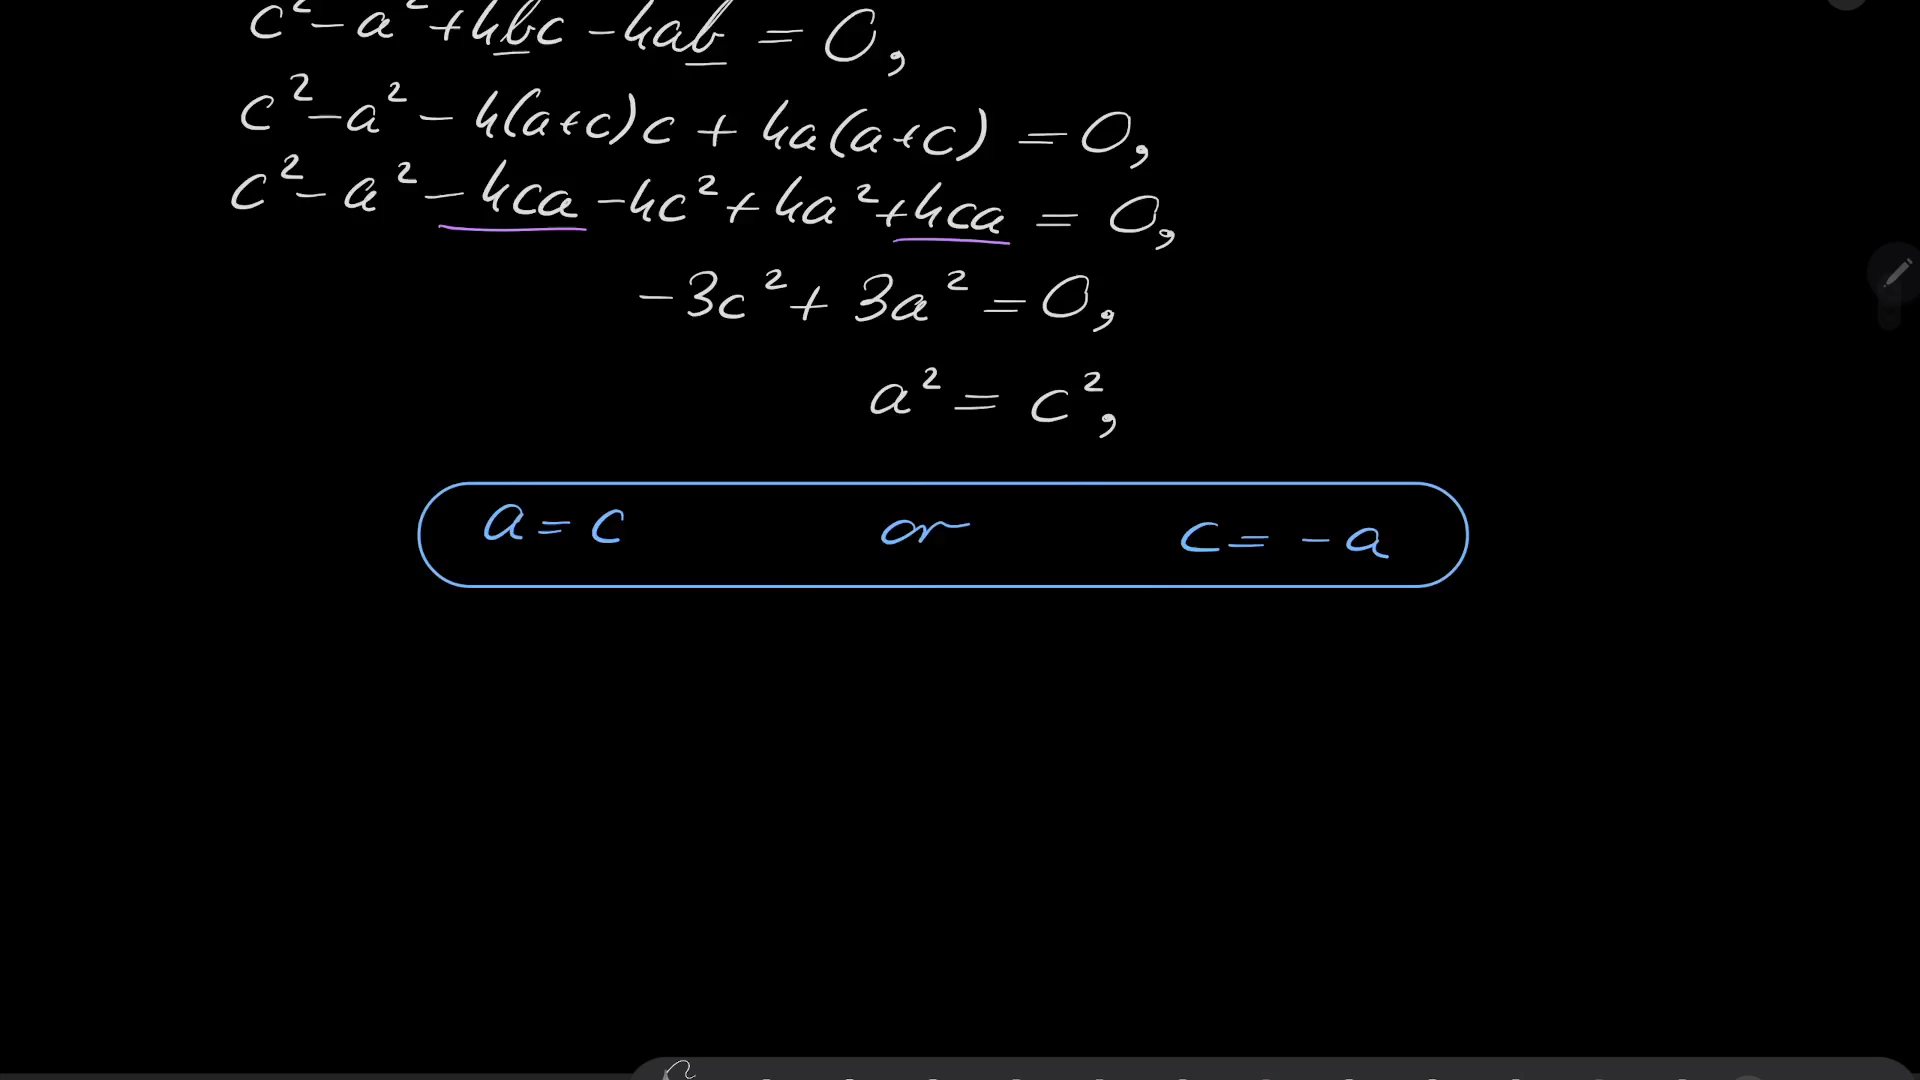 c² - a² + 4bc - 4ab = 0,
c² - a² - 4(a+c)c + 4a(a+c) = 0,
c² - a² - 4ca - 4c² + 4a² + 4ca = 0,
-3c² + 3a² = 0,
a² = c²,
a = c or c = -a